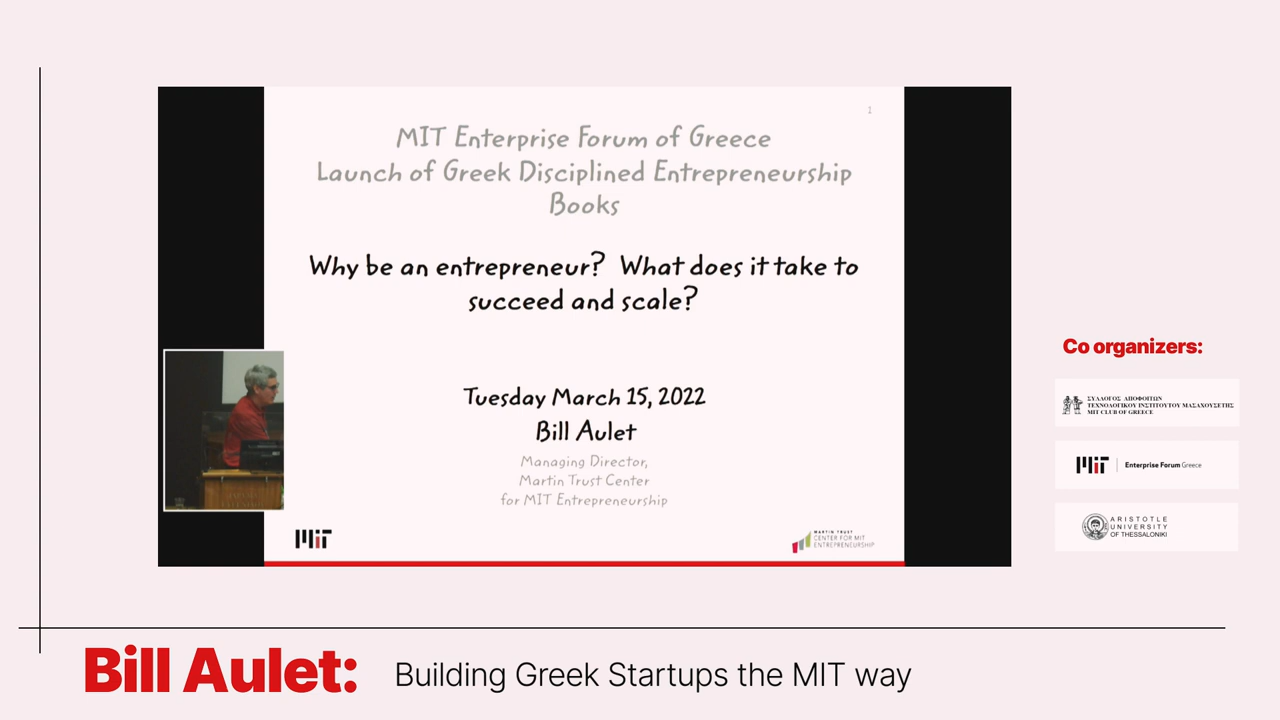 1
MIT Enterprise Forum of Greece
Launch of Greek Disciplined Entrepreneurship
Books
Why be an entrepreneur? What does it take to
succeed and scale?
Tuesday March 15, 2022
Bill Aulet
Managing Director,
Martin Trust Center
for MIT Entrepreneurship
MIT
MARTIN TRUST
CENTER FOR MIT
ENTREPRENEURSHIP
Co organizers:
ΣΥΛΛΟΓΟΣ ΑΠΟΦΟΙΤΩΝ
ΤΕΧΝΟΛΟΓΙΚΟΥ ΙΝΣΤΙΤΟΥΤΟΥ ΜΑΣΑΧΟΥΣΕΤΗΣ
MIT CLUB OF GREECE
MIT Enterprise Forum Greece
ARISTOTLE
UNIVERSITY
OF THESSALONIKI
Bill Aulet: Building Greek Startups the MIT way